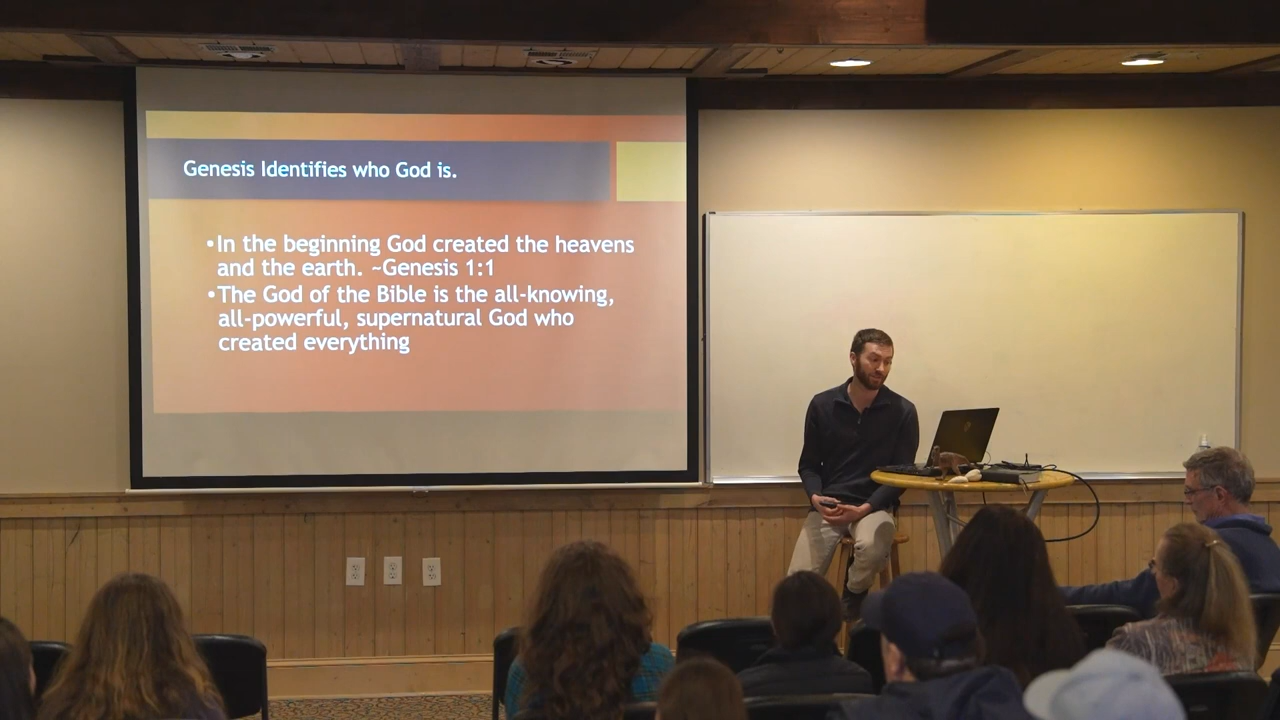 Genesis Identifies who God is.
•In the beginning God created the heavens
and the earth. ~Genesis 1:1
•The God of the Bible is the all-knowing,
all-powerful, supernatural God who
created everything